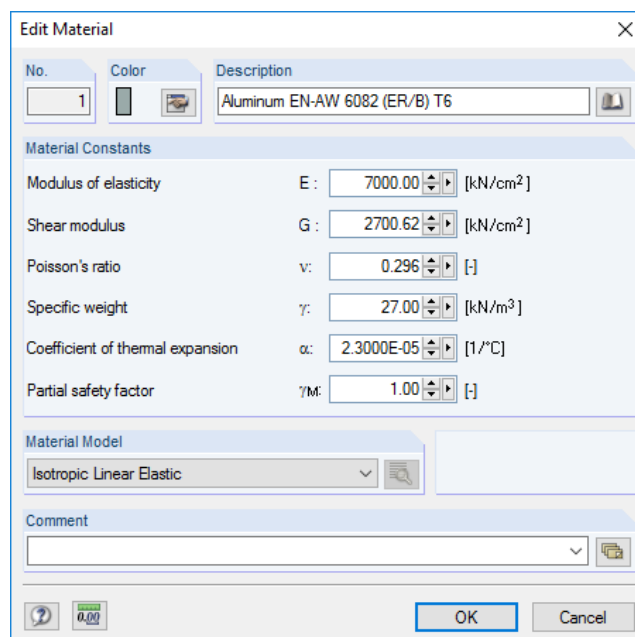 Edit Material
No. Color Description
1 Aluminum EN-AW 6082 (ER/B) T6
Material Constants
Modulus of elasticity E : 7000.00 [kN/cm²]
Shear modulus G : 2700.62 [kN/cm²]
Poisson's ratio ν: 0.296 [-]
Specific weight γ: 27.00 [kN/m³]
Coefficient of thermal expansion α: 2.3000E-05 [1/°C]
Partial safety factor γM: 1.00 [-]
Material Model
Isotropic Linear Elastic
Comment
0.00 OK Cancel